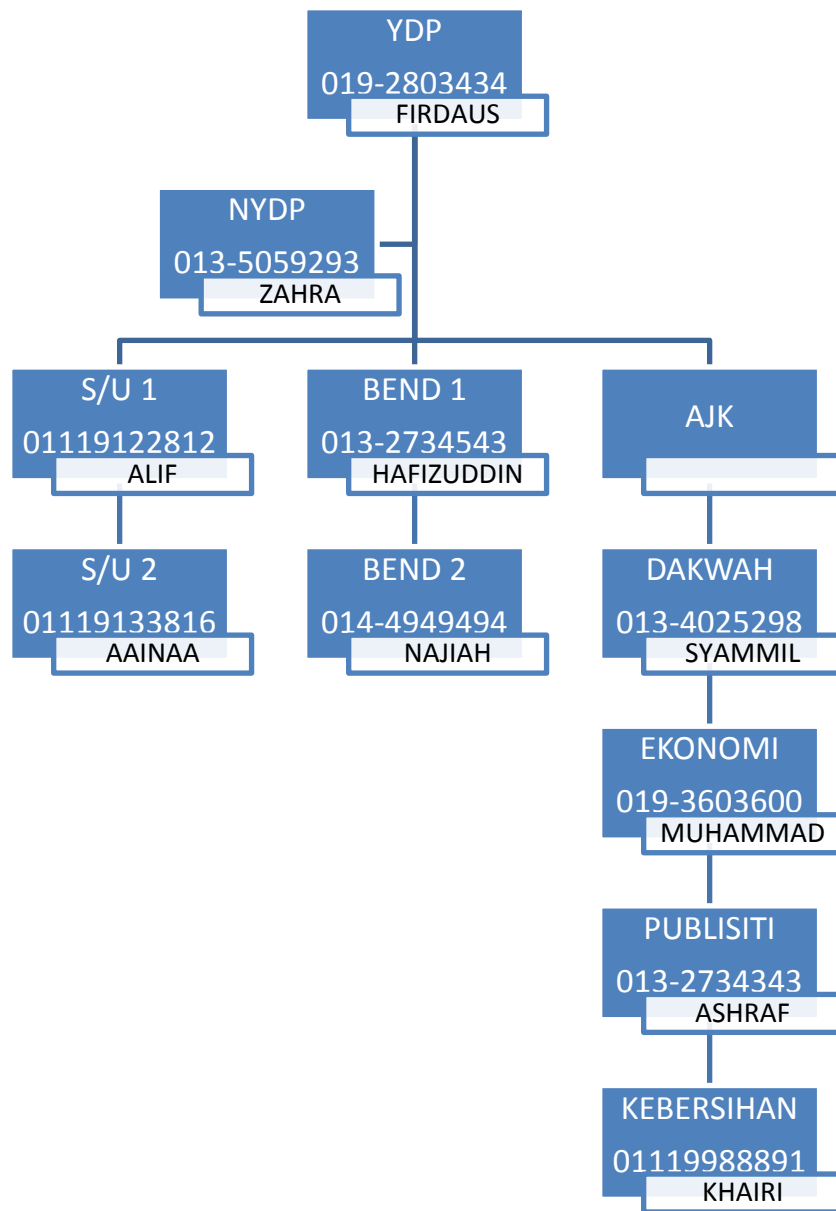 YDP
019-2803434
FIRDAUS
NYDP
013-5059293
ZAHRA
S/U 1
01119122812
ALIF
BEND 1
013-2734543
HAFIZUDDIN
AJK
S/U 2
01119133816
AAINAA
BEND 2
014-4949494
NAJIAH
DAKWAH
013-4025298
SYAMMIL
EKONOMI
019-3603600
MUHAMMAD
PUBLISITI
013-2734343
ASHRAF
KEBERSIHAN
01119988891
KHAIRI